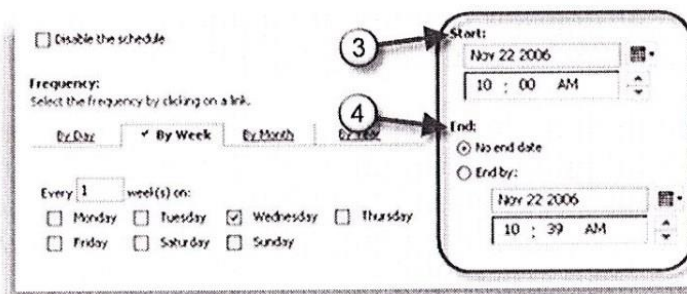 Disable the schedule
Frequency:
Select the frequency by clicking on a link.
By Day ✓ By Week By Month By Year
Every 1 week(s) on:
Monday Tuesday Wednesday Thursday
Friday Saturday Sunday
3 Start:
Nov 22 2006
10 : 00 AM
4 End:
No end date
End by:
Nov 22 2006
10 : 39 AM